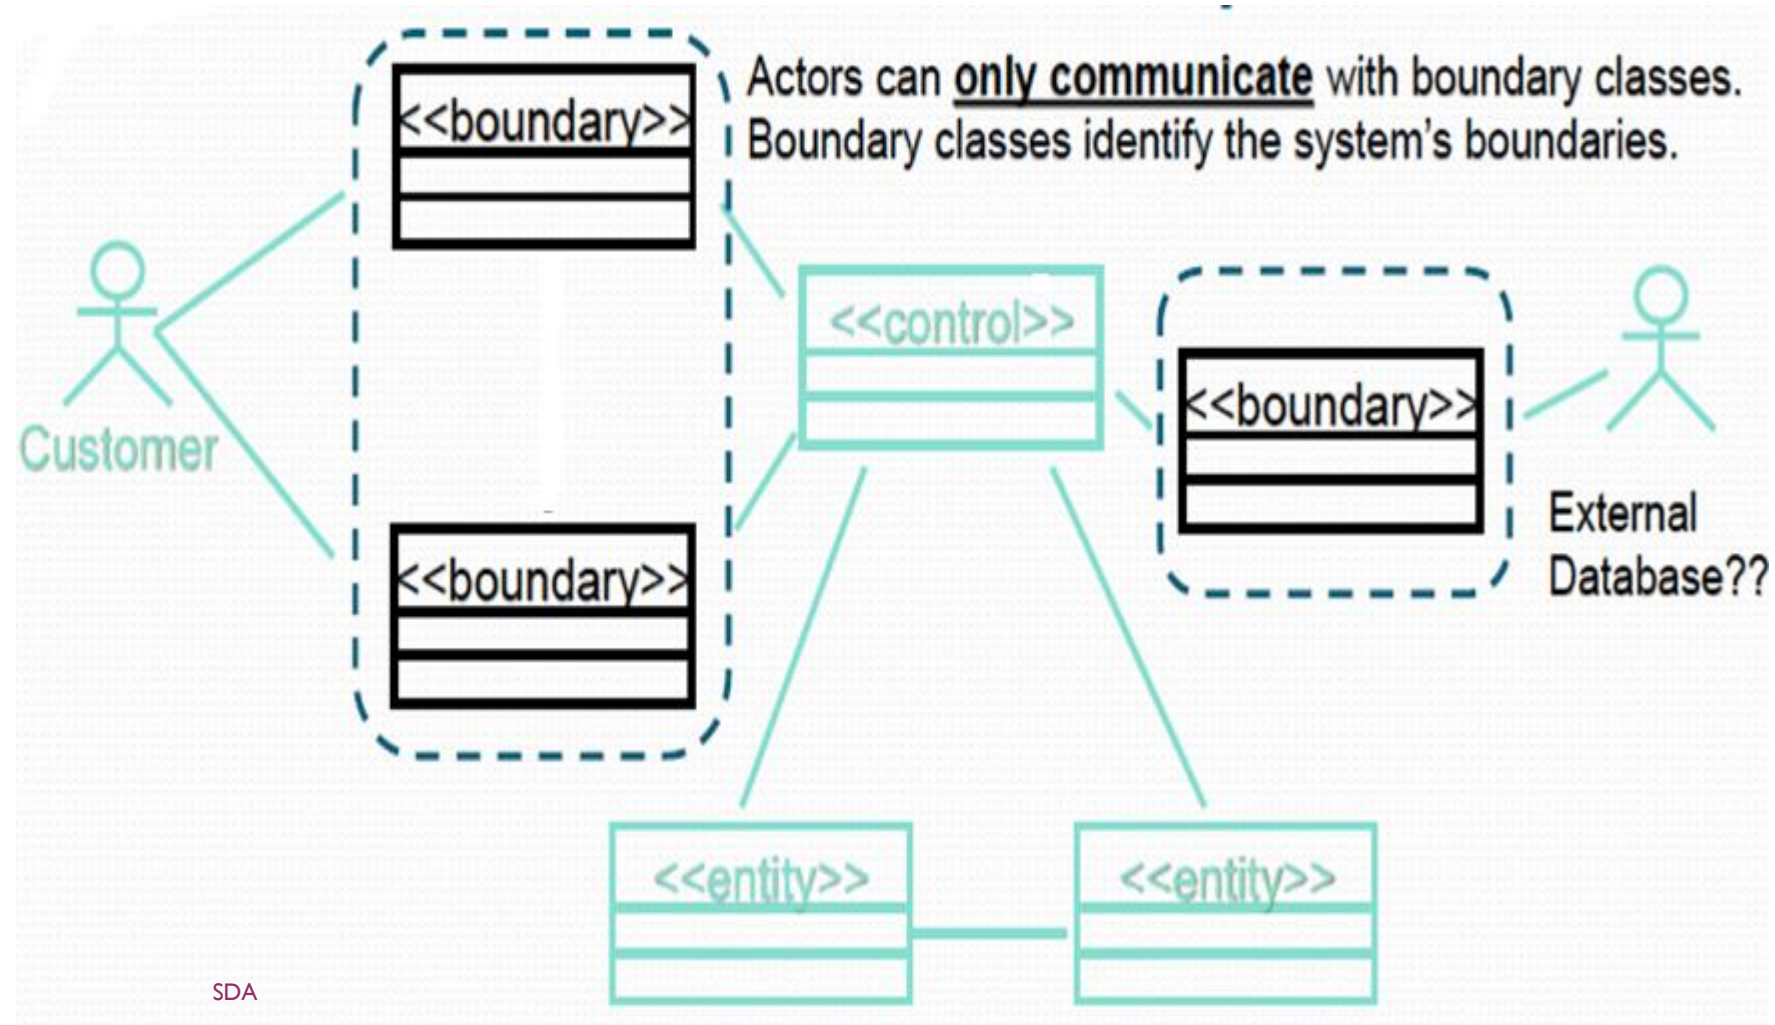 Actors can only communicate with boundary classes.
Boundary classes identify the system's boundaries.
<<boundary>>
<<control>>
<<boundary>>
Customer
<<boundary>>
External
Database??
<<entity>>
<<entity>>
SDA